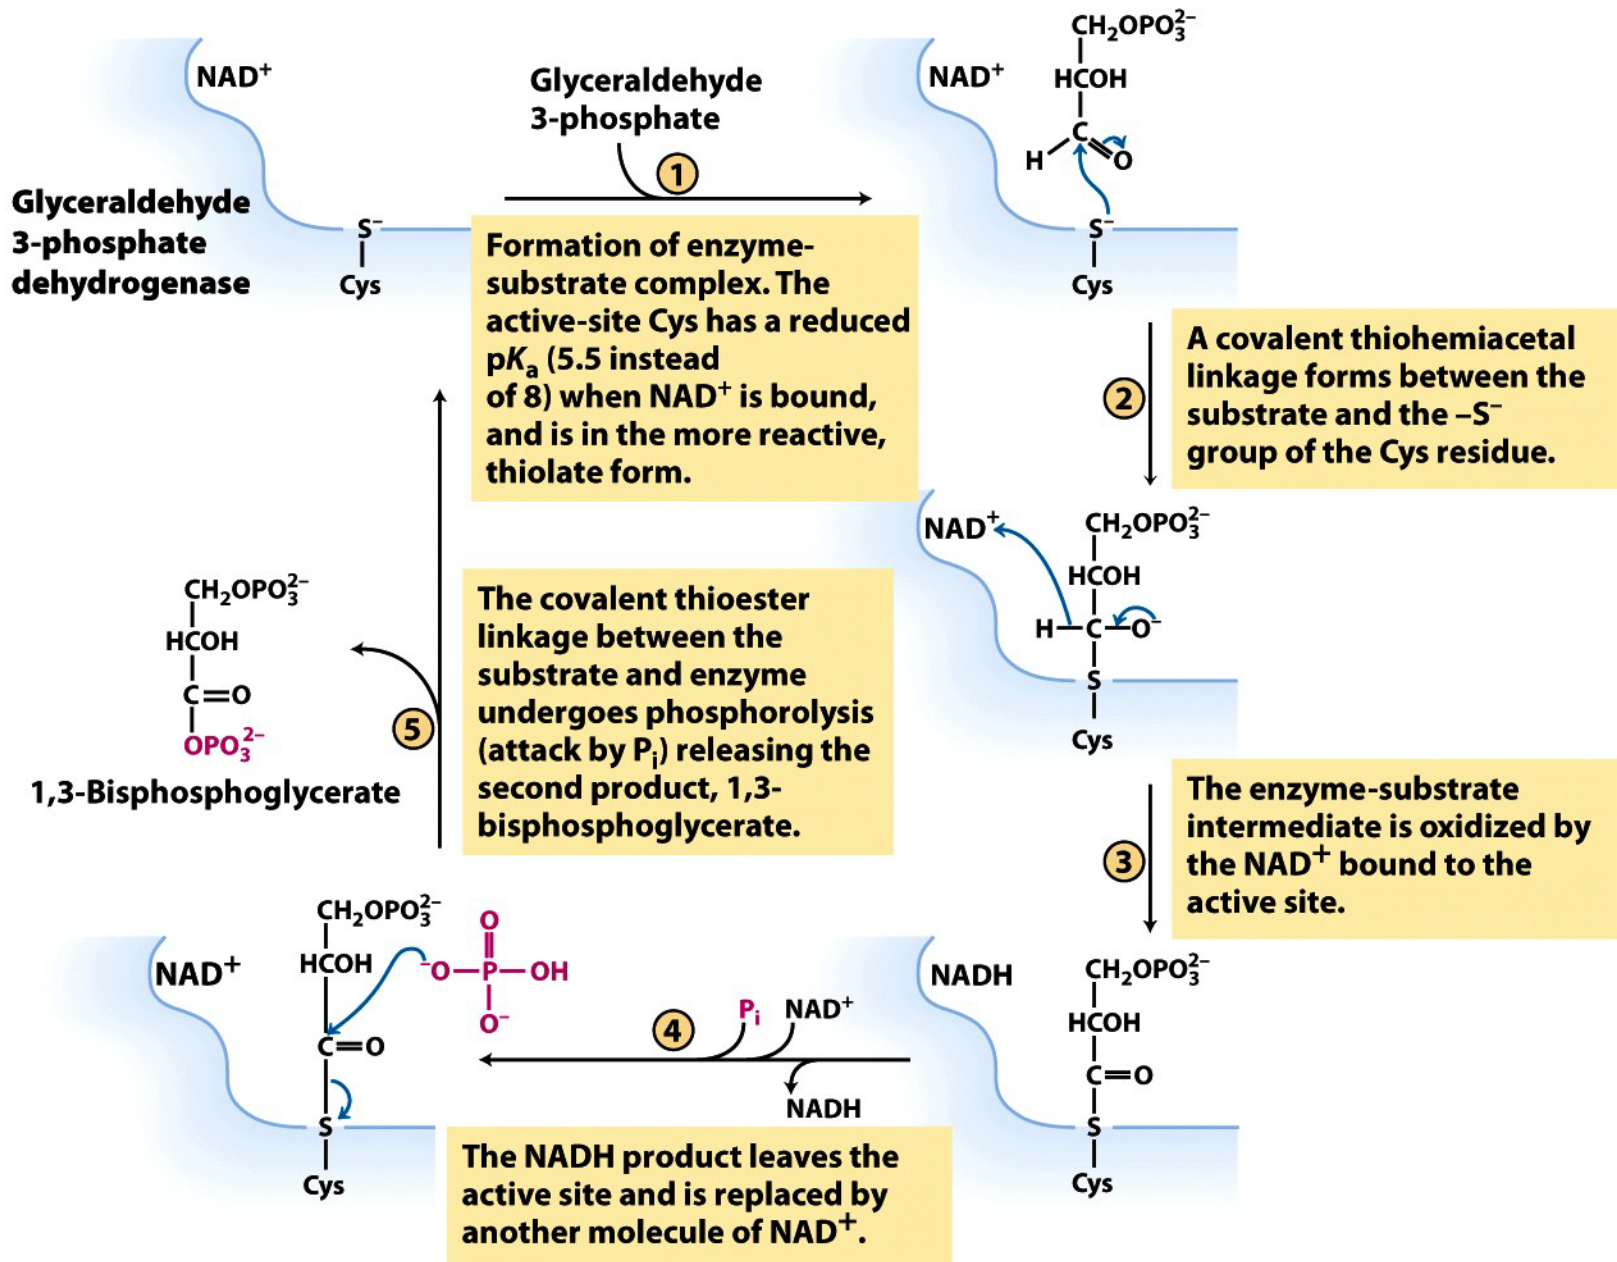 NAD⁺
Glyceraldehyde
3-phosphate
dehydrogenase
S⁻
Cys
Glyceraldehyde
3-phosphate
1
Formation of enzyme-
substrate complex. The
active-site Cys has a reduced
pKₐ (5.5 instead
of 8) when NAD⁺ is bound,
and is in the more reactive,
thiolate form.
NAD⁺
CH₂OPO₃²⁻
HCOH
C
H
O
S⁻
Cys
2
A covalent thiohemiacetal
linkage forms between the
substrate and the –S⁻
group of the Cys residue.
NAD⁺
CH₂OPO₃²⁻
HCOH
H—C—O⁻
S
Cys
3
The enzyme-substrate
intermediate is oxidized by
the NAD⁺ bound to the
active site.
NADH
CH₂OPO₃²⁻
HCOH
C=O
S
Cys
4
Pᵢ
NAD⁺
NADH
The NADH product leaves the
active site and is replaced by
another molecule of NAD⁺.
NAD⁺
CH₂OPO₃²⁻
HCOH
C=O
S
Cys
O
⁻O—P—OH
O⁻
5
The covalent thioester
linkage between the
substrate and enzyme
undergoes phosphorolysis
(attack by Pᵢ) releasing the
second product, 1,3-
bisphosphoglycerate.
CH₂OPO₃²⁻
HCOH
C=O
OPO₃²⁻
1,3-Bisphosphoglycerate